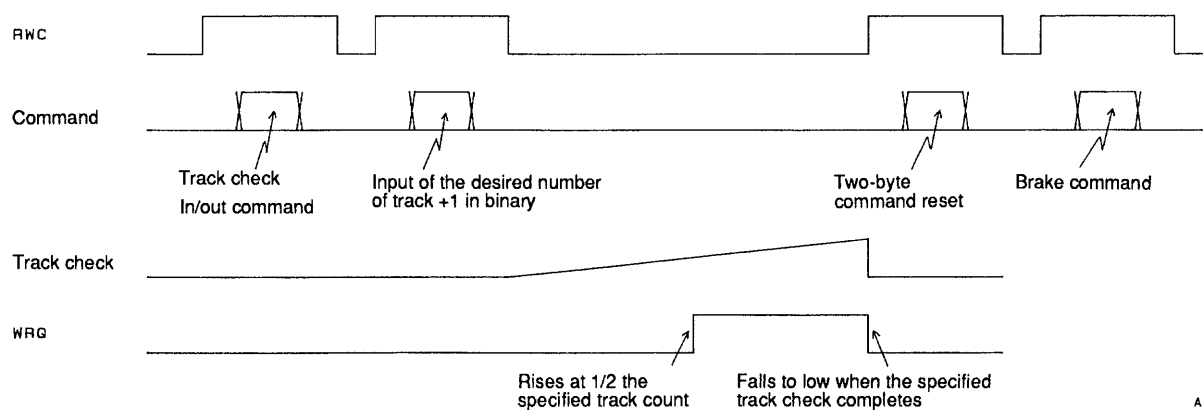 RWC
Command
Track check
In/out command
Input of the desired number
of track +1 in binary
Two-byte
command reset
Brake command
Track check
WRQ
Rises at 1/2 the
specified track count
Falls to low when the specified
track check completes
A